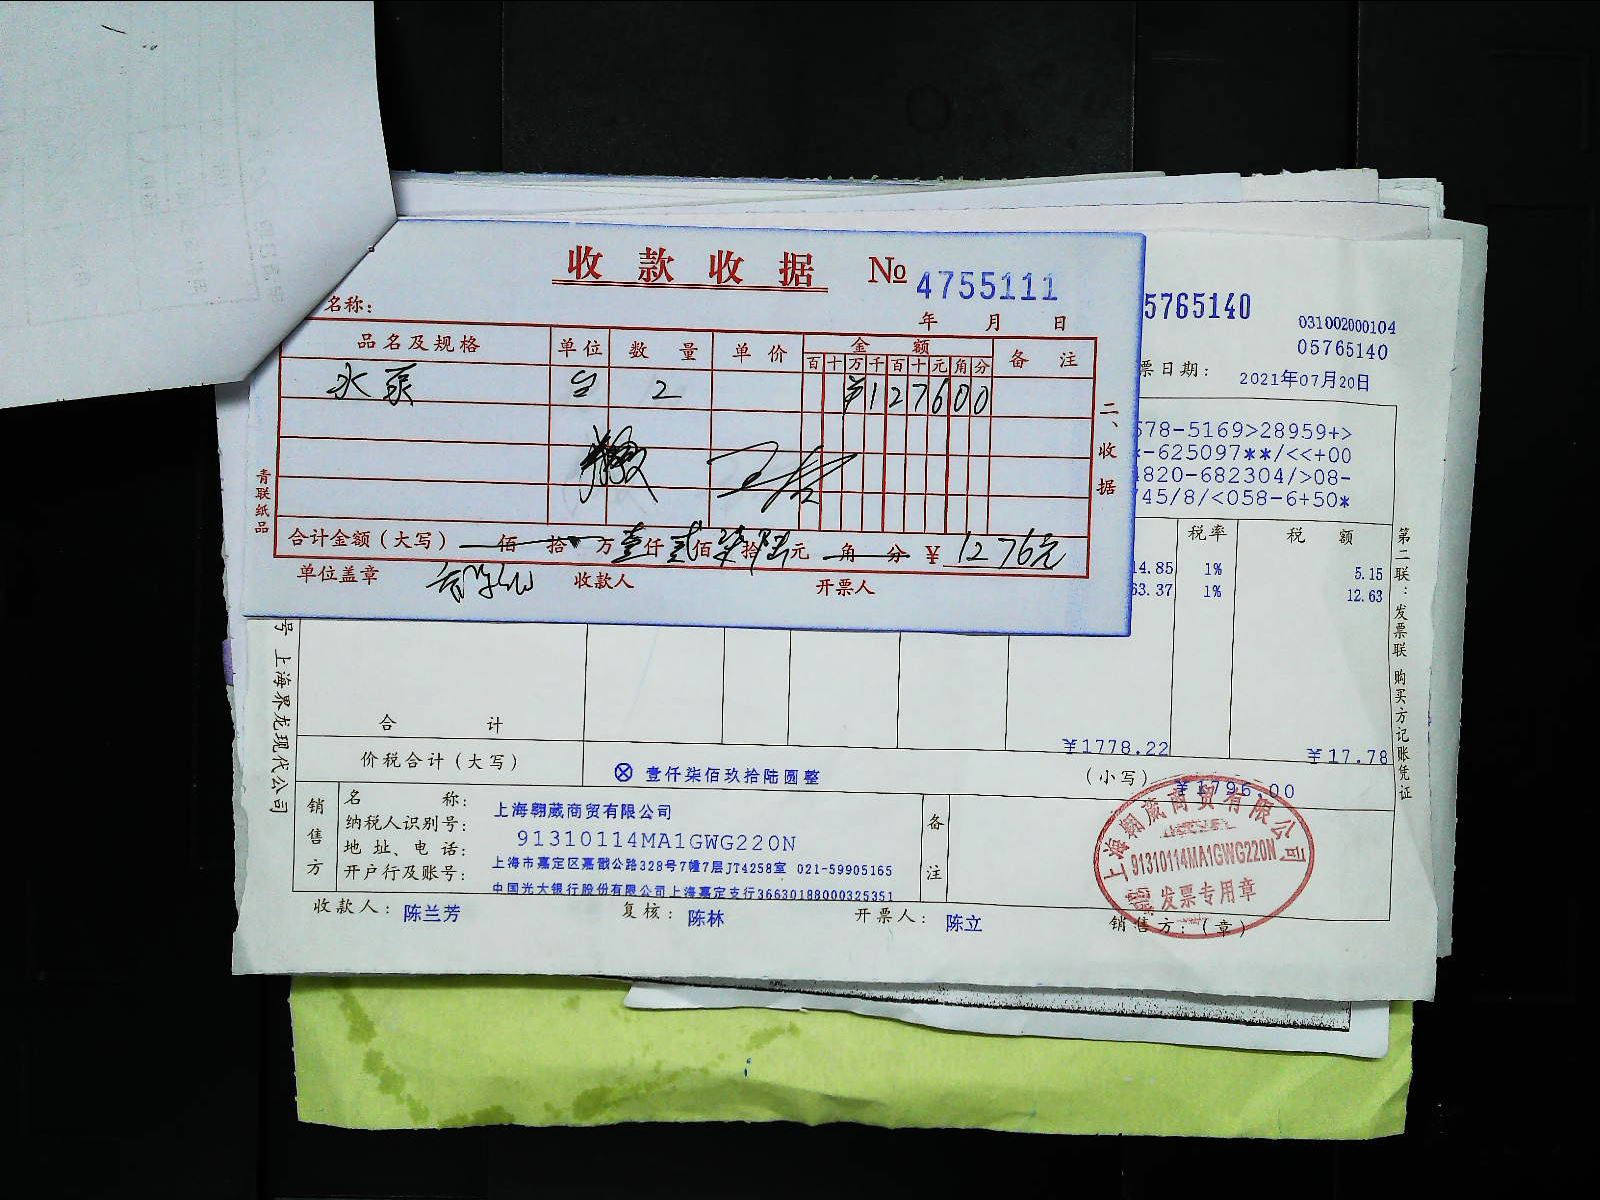 收款收据 № 4755111
名称:
年 月 日
品名及规格 单位 数量 单价 金额 备注
百 十 万 千 百 十 元 角 分
水泵 台 2 ¥127600
二、收据
青联纸品
合计金额(大写) 佰 拾 万 壹仟 贰佰 柒拾 陆元 角 分 ¥ 1276元
单位盖章 收款人 开票人
5765140
031002000104
05765140
票日期: 2021年07月20日
578-5169>28959+>
*-625097**/<<+00
4820-682304/>08-
745/8/<058-6+50*
税率 税额
14.85 1% 5.15
63.37 1% 12.63
第二联:发票联 购买方记账凭证
号 上海界龙现代公司
合计 ¥1778.22 ¥17.78
价税合计(大写) ⊗ 壹仟柒佰玖拾陆圆整 (小写) ¥1796.00
销售方
名称: 上海翱葳商贸有限公司
纳税人识别号: 91310114MA1GWG220N
地址、电话: 上海市嘉定区嘉戬公路328号7幢7层JT4258室 021-59905165
开户行及账号: 中国光大银行股份有限公司上海嘉定支行36630188000325351
备注
上海翱葳商贸有限公司
91310114MA1GWG220N
发票专用章
收款人: 陈兰芳 复核: 陈林 开票人: 陈立 销售方:(章)